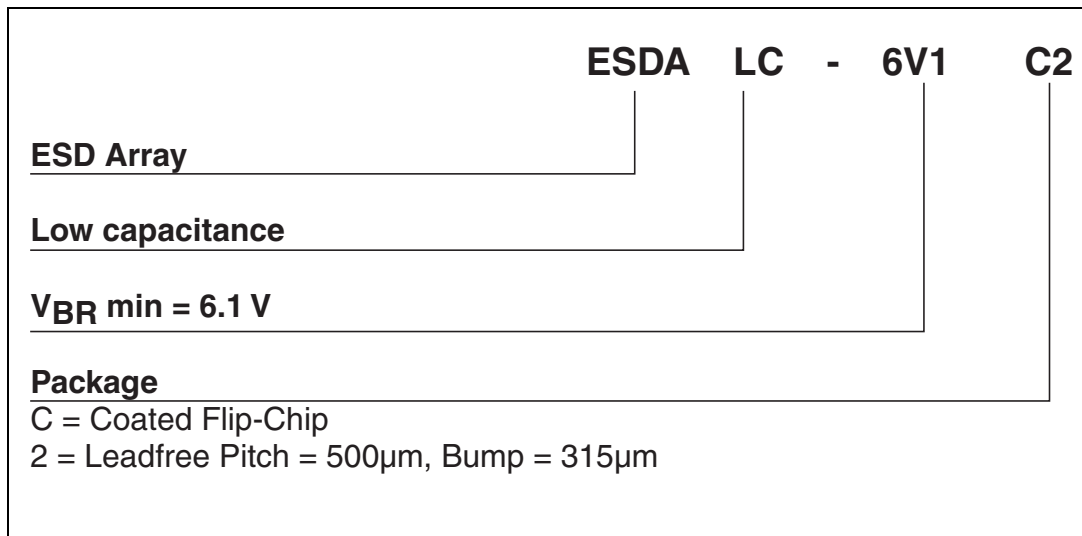 ESDA LC - 6V1 C2
ESD Array
Low capacitance
VBR min = 6.1 V
Package
C = Coated Flip-Chip
2 = Leadfree Pitch = 500µm, Bump = 315µm